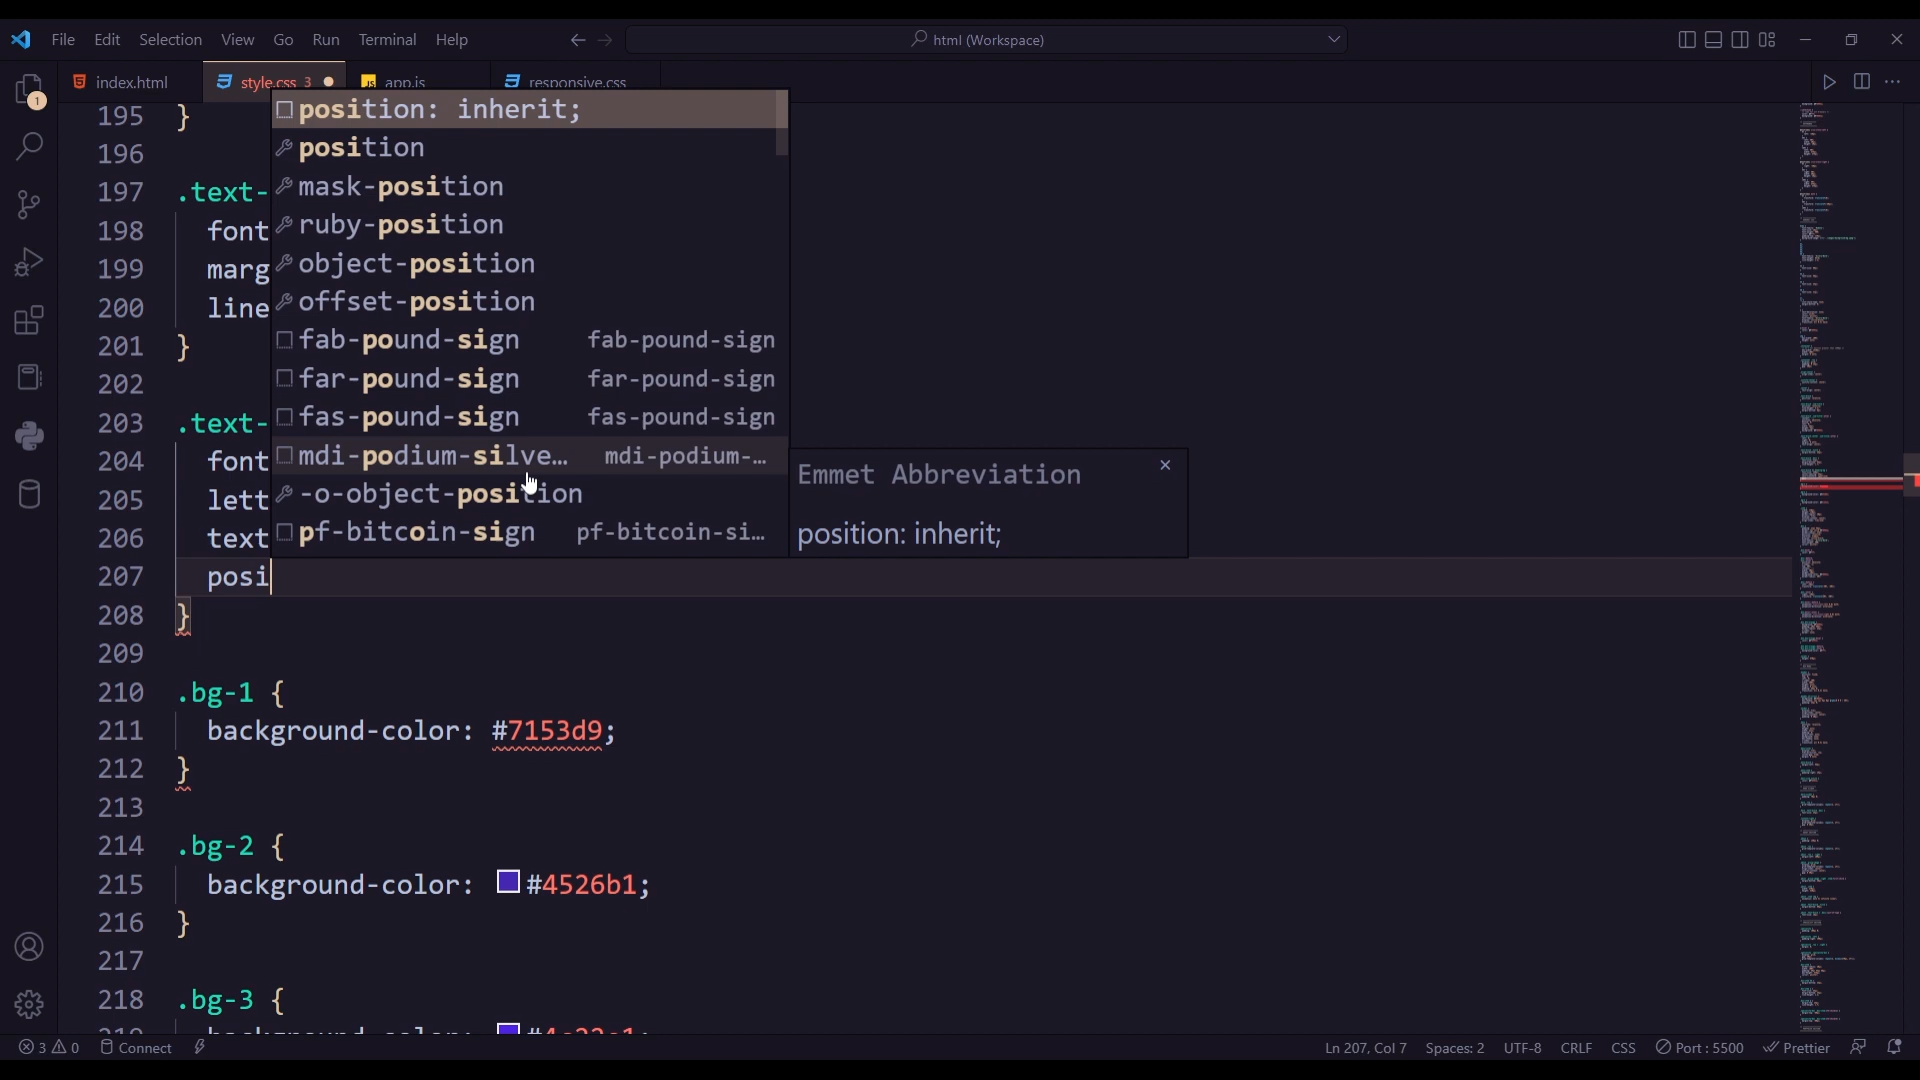 File Edit Selection View Go Run Terminal Help html (Workspace)
index.html style.css 3 app.js responsive.css
1
195 }
196
197 .text-
198 font
199 marg
200 line
201 }
202
203 .text-
204 font
205 lett
206 text
207 posi
208 }
209
210 .bg-1 {
211 background-color: #7153d9;
212 }
213
214 .bg-2 {
215 background-color: #4526b1;
216 }
217
218 .bg-3 {
position: inherit;
position
mask-position
ruby-position
object-position
offset-position
fab-pound-sign fab-pound-sign
far-pound-sign far-pound-sign
fas-pound-sign fas-pound-sign
mdi-podium-silve… mdi-podium-…
-o-object-position
pf-bitcoin-sign pf-bitcoin-si…
Emmet Abbreviation
position: inherit;
3 0 Connect Ln 207, Col 7 Spaces: 2 UTF-8 CRLF CSS Port : 5500 Prettier